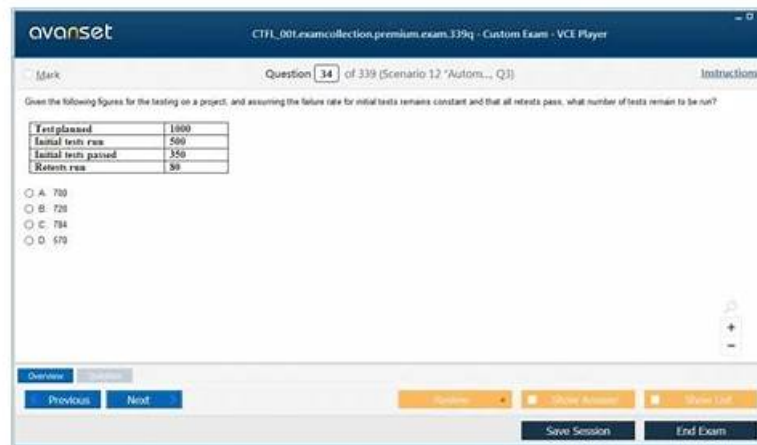 avanset
CTFL_001.examcollection.premium.exam.339q - Custom Exam - VCE Player
Mark
Question 34 of 339 (Scenario 12 "Autom..., Q3)
Instructions
Given the following figures for the testing on a project, and assuming the failure rate for initial tests remains constant and that all retests pass, what number of tests remain to be run?
Test planned 1000
Initial tests run 500
Initial tests passed 350
Retests run 80
A. 700
B. 720
C. 784
D. 570
Overview Question
Previous Next Review Show Answer Show List
Save Session End Exam